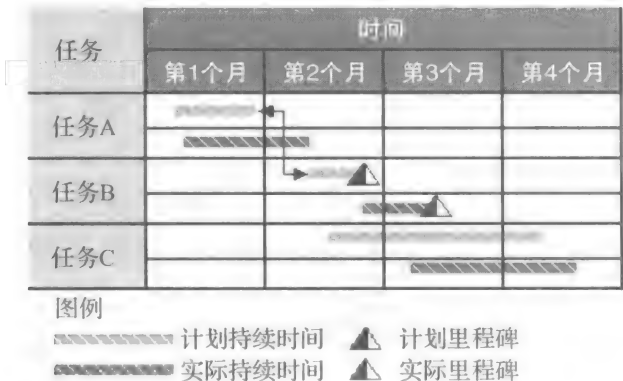 任务
时间
第1个月 第2个月 第3个月 第4个月
任务A
任务B
任务C
图例
计划持续时间 计划里程碑
实际持续时间 实际里程碑